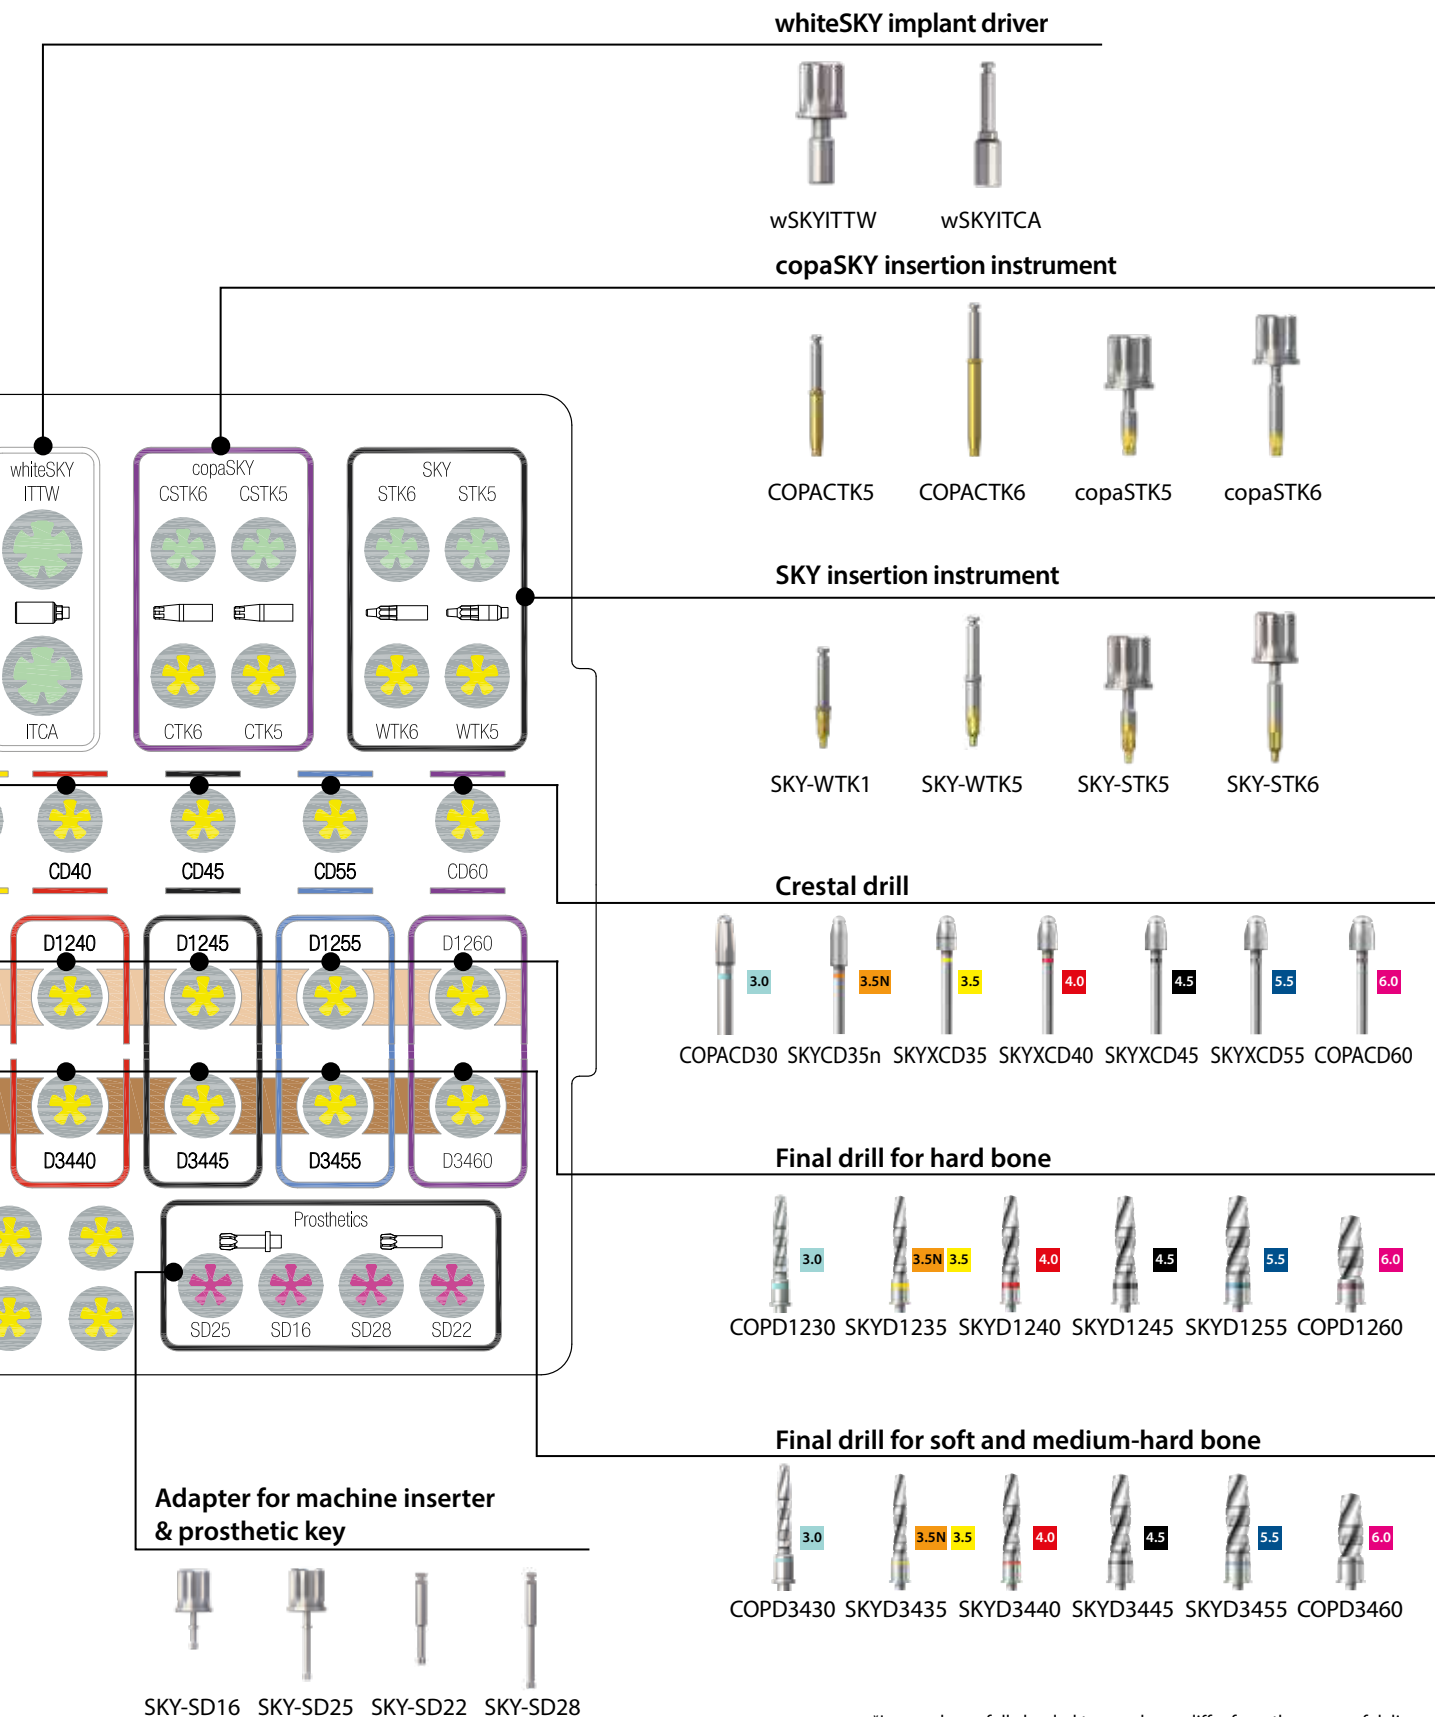 whiteSKY implant driver
wSKYITTW wSKYITCA
copaSKY insertion instrument
COPACTK5 COPACTK6 copaSTK5 copaSTK6
SKY insertion instrument
SKY-WTK1 SKY-WTK5 SKY-STK5 SKY-STK6
Crestal drill
3.0 3.5N 3.5 4.0 4.5 5.5 6.0
COPACD30 SKYCD35n SKYXCD35 SKYXCD40 SKYXCD45 SKYXCD55 COPACD60
Final drill for hard bone
3.0 3.5N 3.5 4.0 4.5 5.5 6.0
COPD1230 SKYD1235 SKYD1240 SKYD1245 SKYD1255 COPD1260
Final drill for soft and medium-hard bone
3.0 3.5N 3.5 4.0 4.5 5.5 6.0
COPD3430 SKYD3435 SKYD3440 SKYD3445 SKYD3455 COPD3460
whiteSKY
ITTW
ITCA
copaSKY
CSTK6 CSTK5
CTK6 CTK5
SKY
STK6 STK5
WTK6 WTK5
CD40 CD45 CD55 CD60
D1240 D1245 D1255 D1260
D3440 D3445 D3455 D3460
Prosthetics
SD25 SD16 SD28 SD22
Adapter for machine inserter
& prosthetic key
SKY-SD16 SKY-SD25 SKY-SD22 SKY-SD28